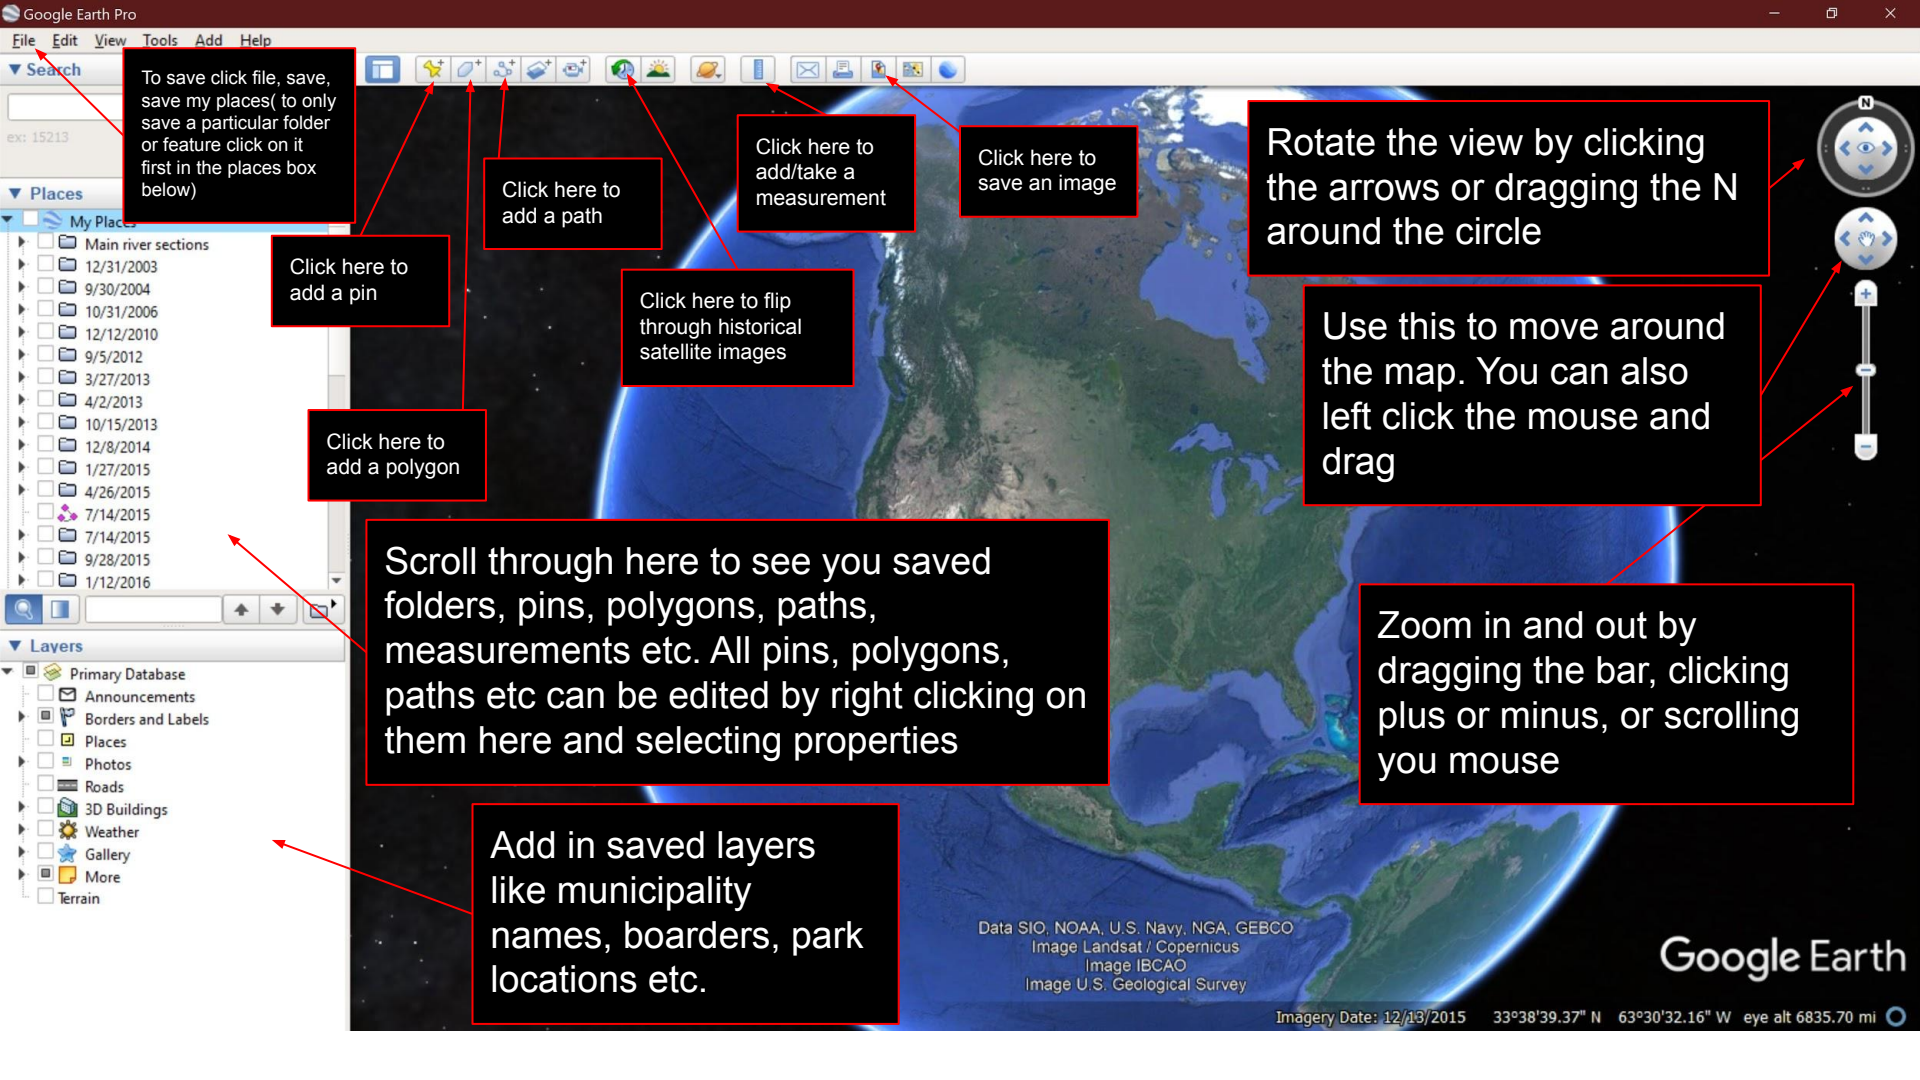 Google Earth Pro
File Edit View Tools Add Help
Search
ex: 15213
To save click file, save,
save my places( to only
save a particular folder
or feature click on it
first in the places box
below)
Click here to
add a pin
Click here to
add a polygon
Click here to
add a path
Click here to flip
through historical
satellite images
Click here to
add/take a
measurement
Click here to
save an image
Rotate the view by clicking
the arrows or dragging the N
around the circle
N
Use this to move around
the map. You can also
left click the mouse and
drag
Zoom in and out by
dragging the bar, clicking
plus or minus, or scrolling
you mouse
Places
My Places
Main river sections
12/31/2003
9/30/2004
10/31/2006
12/12/2010
9/5/2012
3/27/2013
4/2/2013
10/15/2013
12/8/2014
1/27/2015
4/26/2015
7/14/2015
7/14/2015
9/28/2015
1/12/2016
Scroll through here to see you saved
folders, pins, polygons, paths,
measurements etc. All pins, polygons,
paths etc can be edited by right clicking on
them here and selecting properties
Layers
Primary Database
Announcements
Borders and Labels
Places
Photos
Roads
3D Buildings
Weather
Gallery
More
Terrain
Add in saved layers
like municipality
names, boarders, park
locations etc.
Data SIO, NOAA, U.S. Navy, NGA, GEBCO
Image Landsat / Copernicus
Image IBCAO
Image U.S. Geological Survey
Google Earth
Imagery Date: 12/13/2015 33°38'39.37" N 63°30'32.16" W eye alt 6835.70 mi